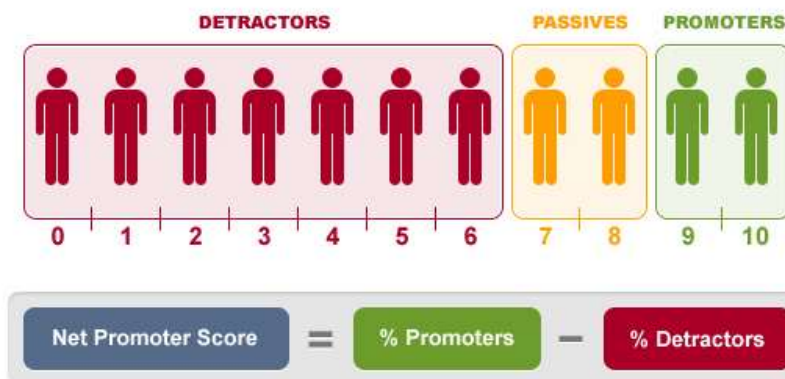 DETRACTORS PASSIVES PROMOTERS
0 1 2 3 4 5 6 7 8 9 10
Net Promoter Score = % Promoters – % Detractors